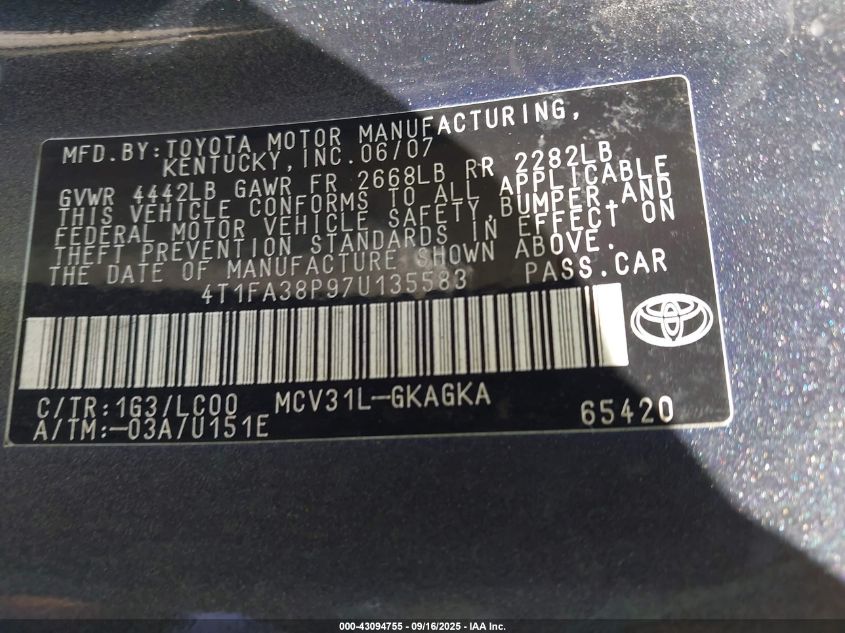 MFD. BY: TOYOTA MOTOR MANUFACTURING,
KENTUCKY, INC. 06/07
GVWR 4442LB GAWR FR 2668LB RR 2282LB
THIS VEHICLE CONFORMS TO ALL APPLICABLE
FEDERAL MOTOR VEHICLE SAFETY, BUMPER, AND
THEFT PREVENTION STANDARDS IN EFFECT ON
THE DATE OF MANUFACTURE SHOWN ABOVE.
4T1FA38P97U135583 PASS. CAR
C/TR: 1G3/LC00 MCV31L-GKAGKA
A/TM: -03A/U151E 65420
000-43094755 - 09/16/2025 - IAA Inc.